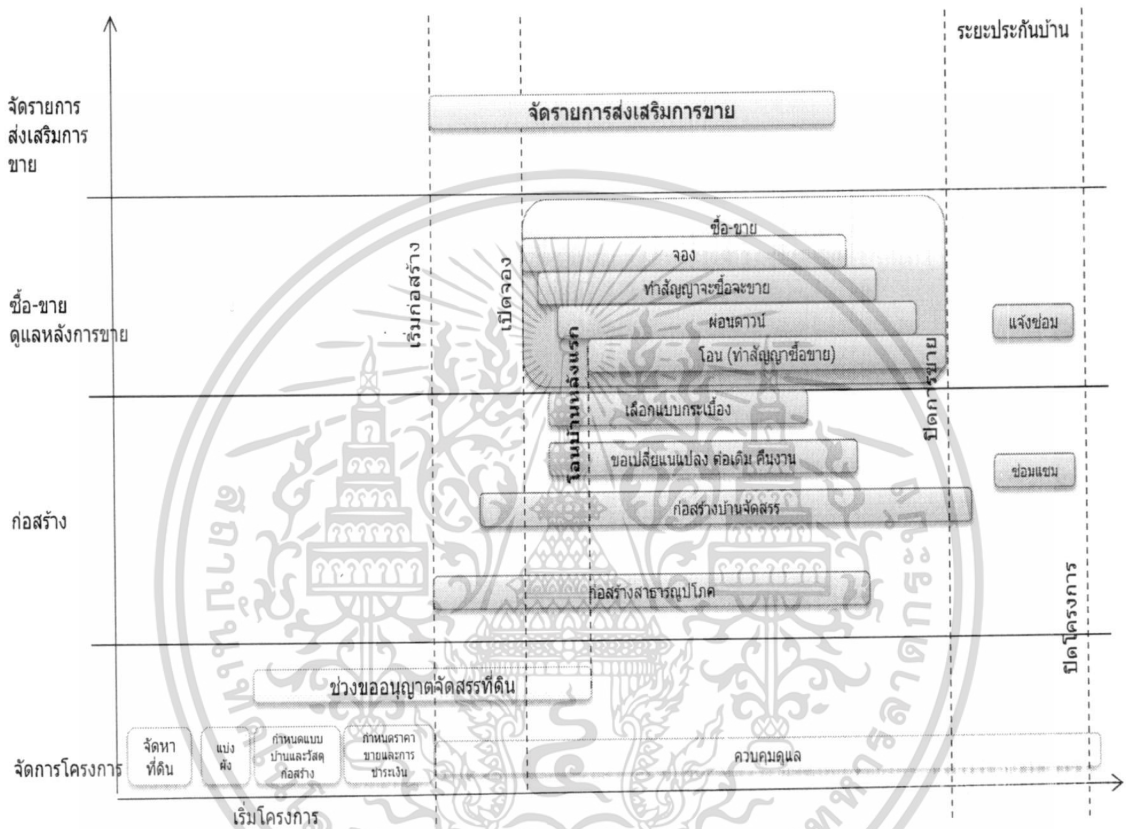 ระยะประกันบ้าน
จัดรายการ
ส่งเสริมการ
ขาย
จัดรายการส่งเสริมการขาย
เริ่มก่อสร้าง
เปิดจอง
ซื้อ-ขาย
ดูแลหลังการขาย
ซื้อ-ขาย
จอง
ทำสัญญาจะซื้อจะขาย
ผ่อนดาวน์
โอน (ทำสัญญาซื้อขาย)
โอนบ้านหลังแรก
ปิดการขาย
แจ้งซ่อม
ก่อสร้าง
เลือกแบบกระเบื้อง
ขอเปลี่ยนแปลง ต่อเติม คืนงาน
ก่อสร้างบ้านจัดสรร
ก่อสร้างสาธารณูปโภค
ซ่อมแซม
ปิดโครงการ
ช่วงขออนุญาตจัดสรรที่ดิน
จัดการโครงการ
จัดหา
ที่ดิน
แบ่ง
ผัง
กำหนดแบบ
บ้านและวัสดุ
ก่อสร้าง
กำหนดราคา
ขายและการ
ชำระเงิน
ควบคุมดูแล
เริ่มโครงการ